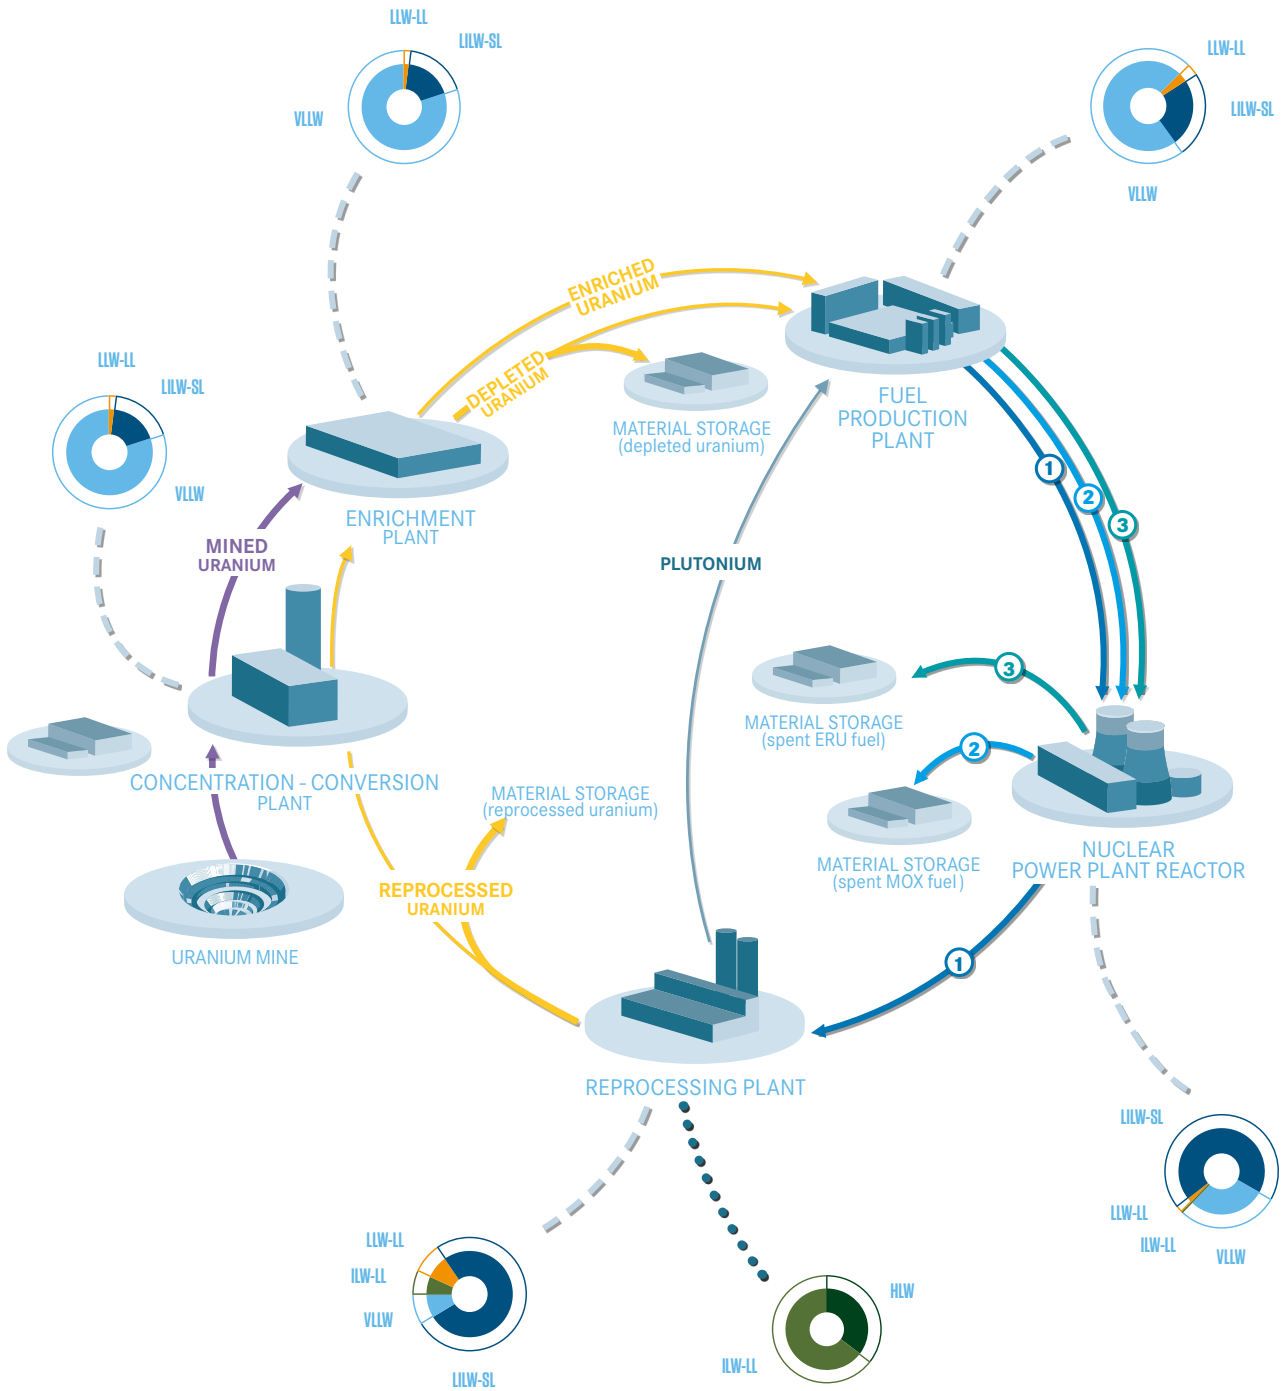 LLW-LL
LILW-SL
VLLW
LLW-LL
LILW-SL
VLLW
ENRICHED
URANIUM
DEPLETED
URANIUM
LLW-LL
LILW-SL
VLLW
FUEL
PRODUCTION
PLANT
MATERIAL STORAGE
(depleted uranium)
1
2
3
ENRICHMENT
PLANT
MINED
URANIUM
PLUTONIUM
3
MATERIAL STORAGE
(spent ERU fuel)
2
MATERIAL STORAGE
(spent MOX fuel)
CONCENTRATION - CONVERSION
PLANT
MATERIAL STORAGE
(reprocessed uranium)
NUCLEAR
POWER PLANT REACTOR
REPROCESSED
URANIUM
URANIUM MINE
1
REPROCESSING PLANT
LILW-SL
LLW-LL
ILW-LL
VLLW
LLW-LL
ILW-LL
VLLW
LILW-SL
HLW
ILW-LL